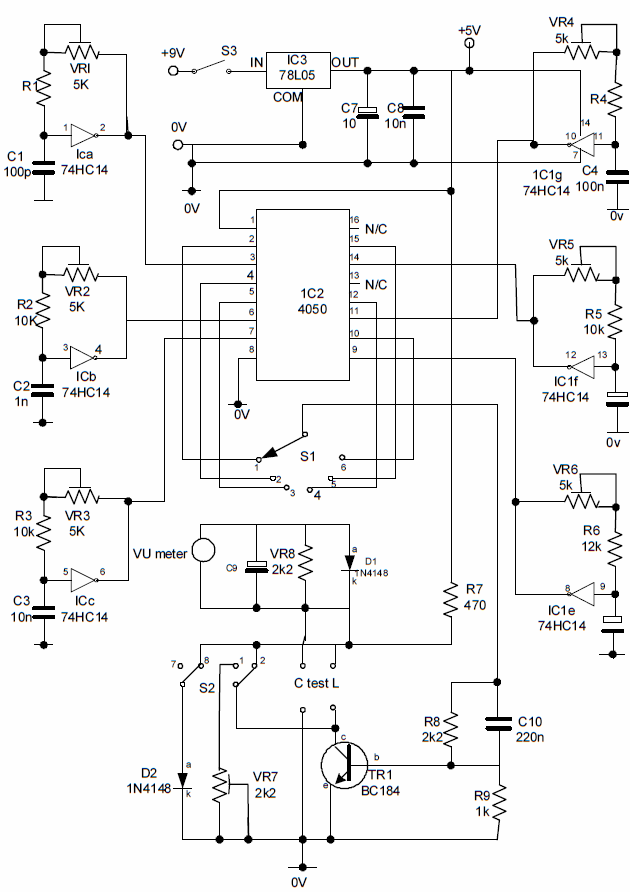 VR1
5K
R1
1
2
Ica
74HC14
C1
100p
+9V
S3
IN
IC3
78L05
OUT
COM
0V
0V
C7
10
C8
10n
+5V
VR4
5k
R4
14
10
11
7
1C1g
74HC14
C4
100n
0v
1
2
3
4
5
6
7
8
1C2
4050
16
N/C
15
14
13
N/C
12
11
10
9
0V
VR2
5K
R2
10K
3
4
ICb
74HC14
C2
1n
VR5
5k
R5
10k
12
13
IC1f
74HC14
0v
S1
1
2
3
4
5
6
VR3
5K
R3
10k
5
6
ICc
74HC14
C3
10n
VU meter
C9
VR8
2k2
a
D1
1N4148
k
R7
470
VR6
5k
R6
12k
8
9
IC1e
74HC14
7
8
S2
1
2
C test L
R8
2k2
C10
220n
D2
1N4148
a
k
VR7
2k2
c
b
e
TR1
BC184
R9
1k
0V